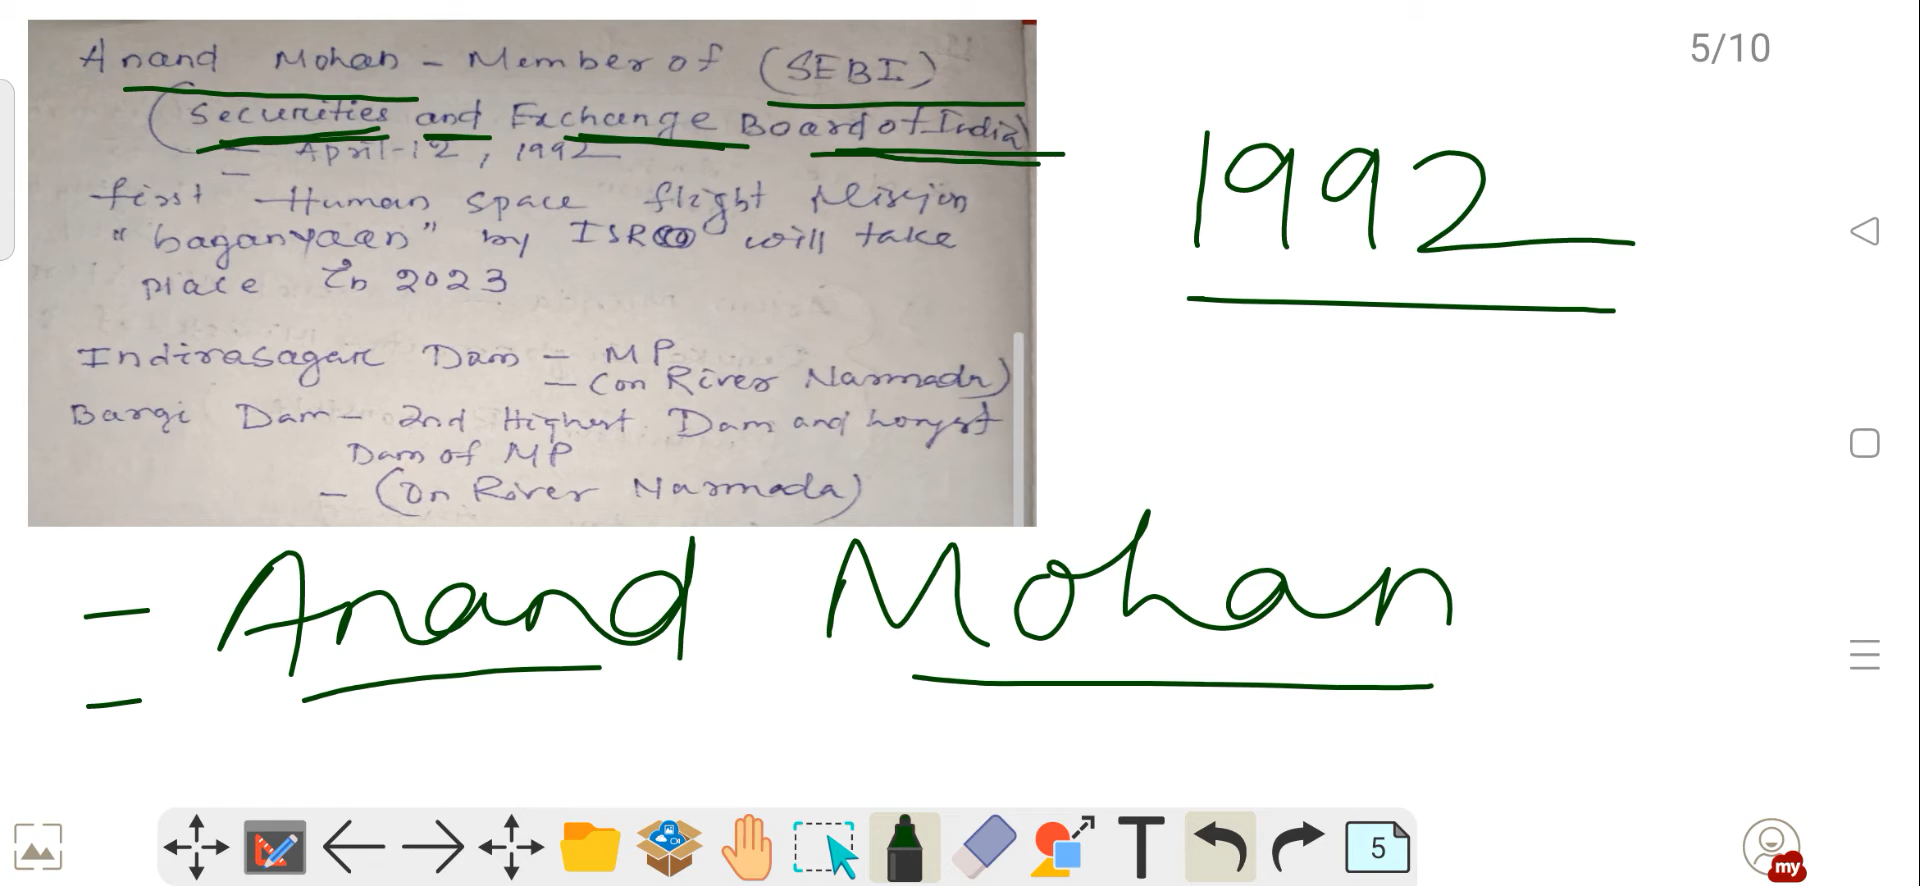 5/10
Anand Mohan - Member of (SEBI)
(Securities and Exchange Board of India)
- April-12, 1992
-
first Human space flight Mission
"Gaganyaan" by ISRO will take
place In 2023
1992
Indirasagar Dam - MP
- (on River Narmada)
Bargi Dam - 2nd Highest Dam and longst
Dam of MP
- (On River Narmada)
- Anand Mohan
-
T
5
my